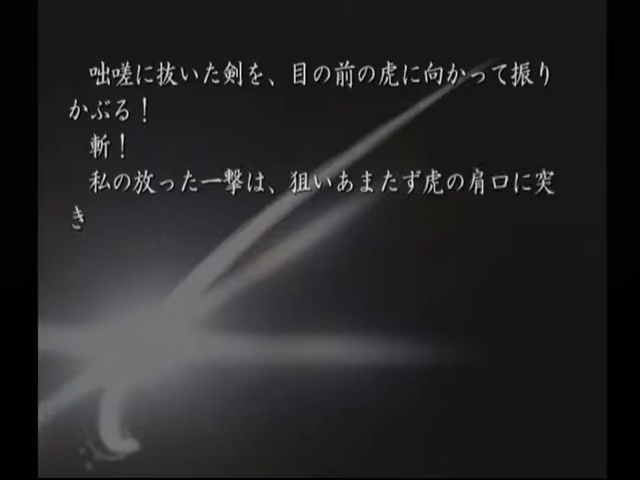 咄嗟に抜いた剣を、目の前の虎に向かって振り
かぶる！
斬！
私の放った一撃は、狙いあまたず虎の肩口に突
き